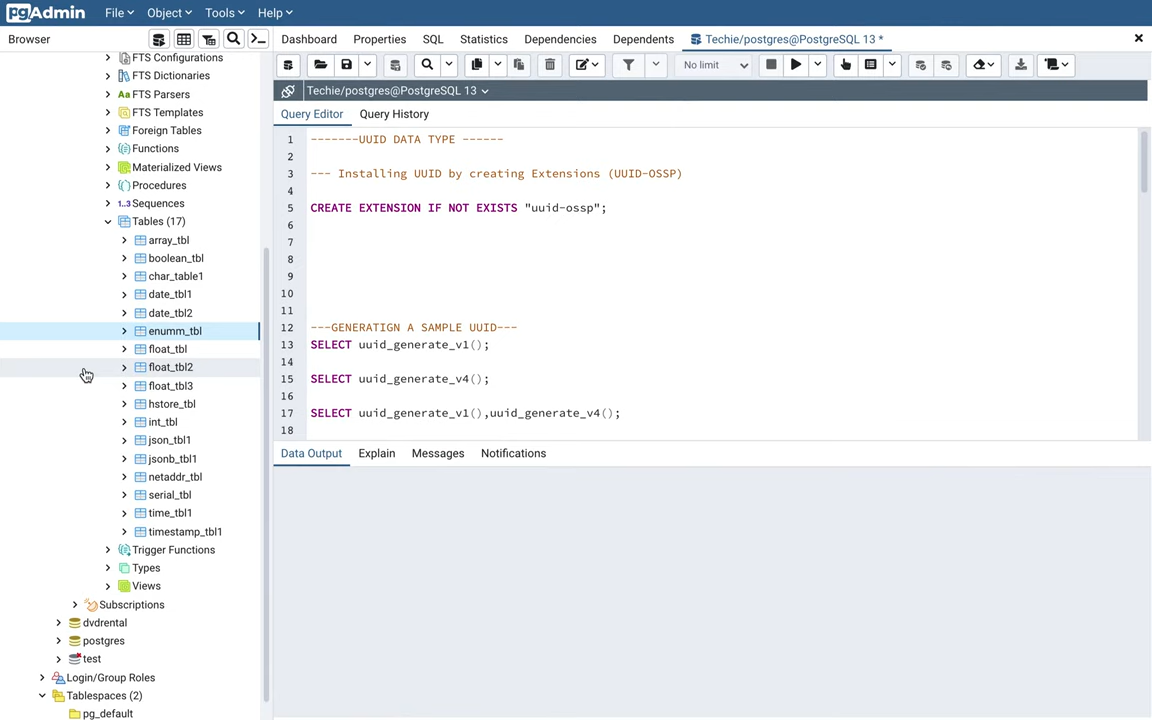 pgAdmin File Object Tools Help
Browser
Dashboard Properties SQL Statistics Dependencies Dependents Techie/postgres@PostgreSQL 13 *
No limit
Techie/postgres@PostgreSQL 13
Query Editor Query History
FTS Configurations
FTS Dictionaries
Aa FTS Parsers
FTS Templates
Foreign Tables
Functions
Materialized Views
Procedures
1..3 Sequences
Tables (17)
array_tbl
boolean_tbl
char_table1
date_tbl1
date_tbl2
enumm_tbl
float_tbl
float_tbl2
float_tbl3
hstore_tbl
int_tbl
json_tbl1
jsonb_tbl1
netaddr_tbl
serial_tbl
time_tbl1
timestamp_tbl1
Trigger Functions
Types
Views
Subscriptions
dvdrental
postgres
test
Login/Group Roles
Tablespaces (2)
pg_default
1 -------UUID DATA TYPE ------
2
3 --- Installing UUID by creating Extensions (UUID-OSSP)
4
5 CREATE EXTENSION IF NOT EXISTS "uuid-ossp";
6
7
8
9
10
11
12 ---GENERATIGN A SAMPLE UUID---
13 SELECT uuid_generate_v1();
14
15 SELECT uuid_generate_v4();
16
17 SELECT uuid_generate_v1(),uuid_generate_v4();
18
Data Output Explain Messages Notifications